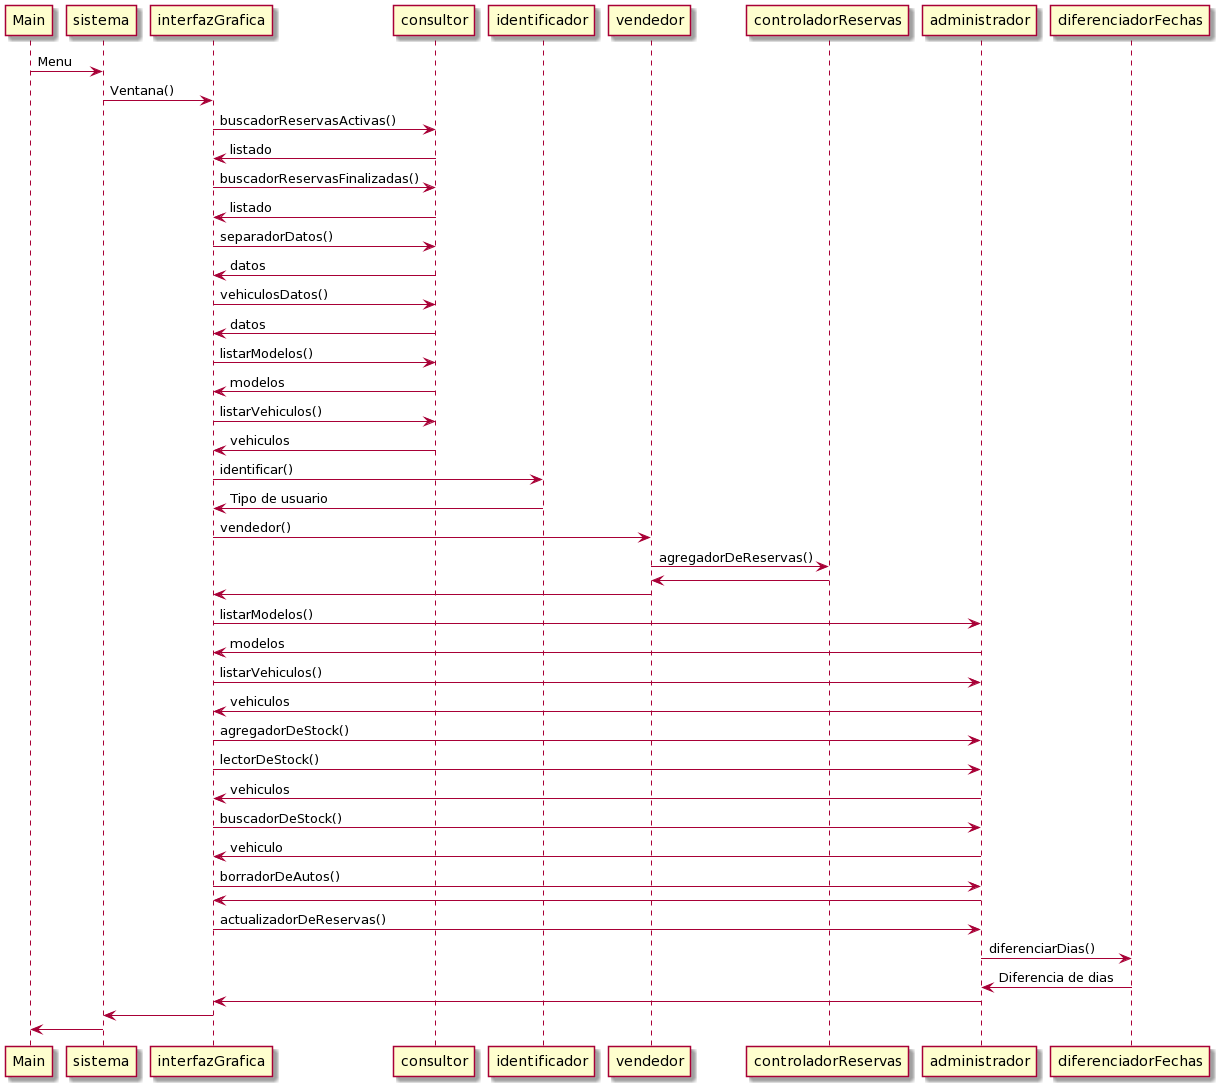 Main sistema interfazGrafica consultor identificador vendedor controladorReservas administrador diferenciadorFechas
Menu
Ventana()
buscadorReservasActivas()
listado
buscadorReservasFinalizadas()
listado
separadorDatos()
datos
vehiculosDatos()
datos
listarModelos()
modelos
listarVehiculos()
vehiculos
identificar()
Tipo de usuario
vendedor()
agregadorDeReservas()
listarModelos()
modelos
listarVehiculos()
vehiculos
agregadorDeStock()
lectorDeStock()
vehiculos
buscadorDeStock()
vehiculo
borradorDeAutos()
actualizadorDeReservas()
diferenciarDias()
Diferencia de dias
Main sistema interfazGrafica consultor identificador vendedor controladorReservas administrador diferenciadorFechas